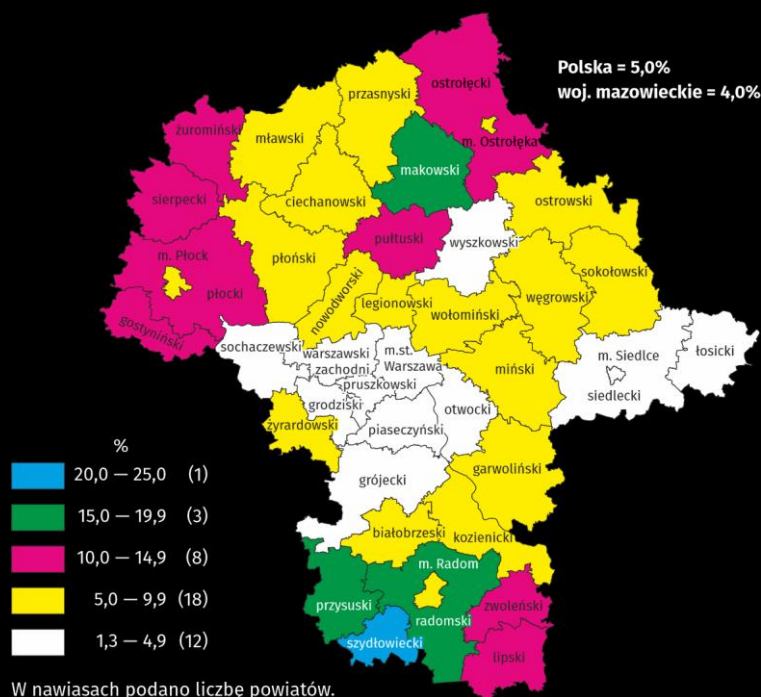 Polska = 5,0%
woj. mazowieckie = 4,0%
ostrołęcki
przasnyski
żuromiński
mławski
m. Ostrołęka
makowski
sierpecki
ciechanowski
ostrowski
pułtuski
wyszkowski
m. Płock
płoński
sokołowski
płocki
nowodworski
legionowski
węgrowski
wołomiński
gostyniński
sochaczewski
warszawski
zachodni
m.st.
Warszawa
m. Siedlce
łosicki
miński
pruszkowski
siedlecki
grodziski
otwocki
piaseczyński
żyrardowski
garwoliński
grójecki
białobrzeski
kozienicki
m. Radom
przysuski
zwoleński
radomski
szydłowiecki
lipski
%
20,0 — 25,0 (1)
15,0 — 19,9 (3)
10,0 — 14,9 (8)
5,0 — 9,9 (18)
1,3 — 4,9 (12)
W nawiasach podano liczbę powiatów.